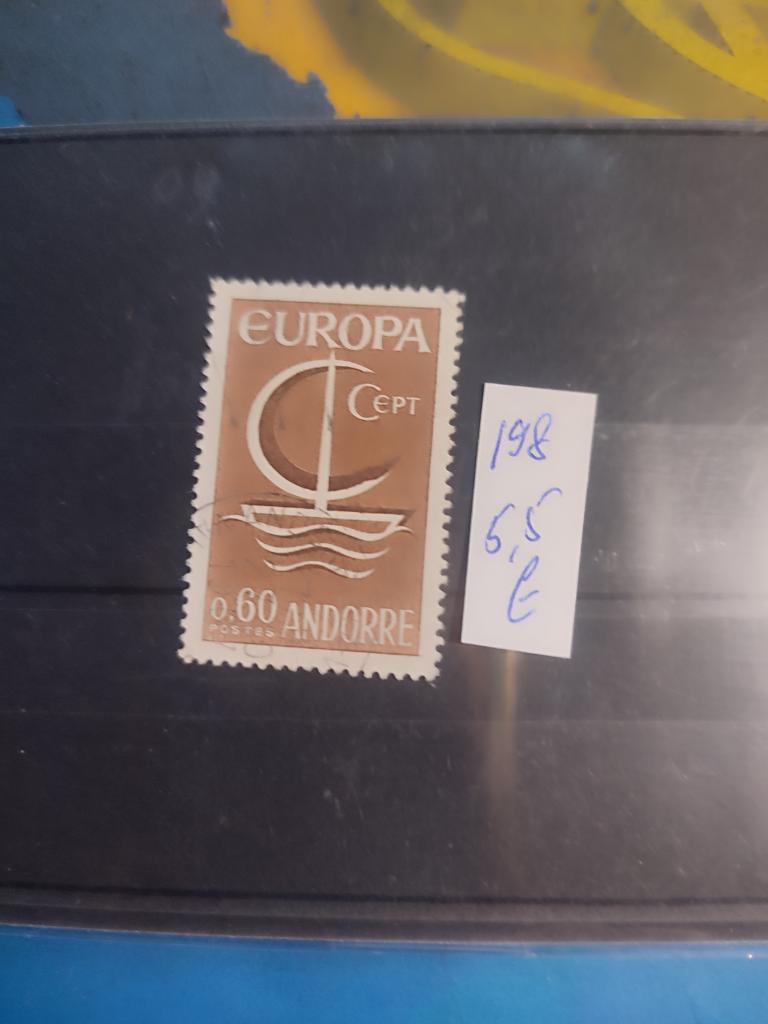 EUROPA
CEPT
0,60 ANDORRE
POSTES
198
5,5
€